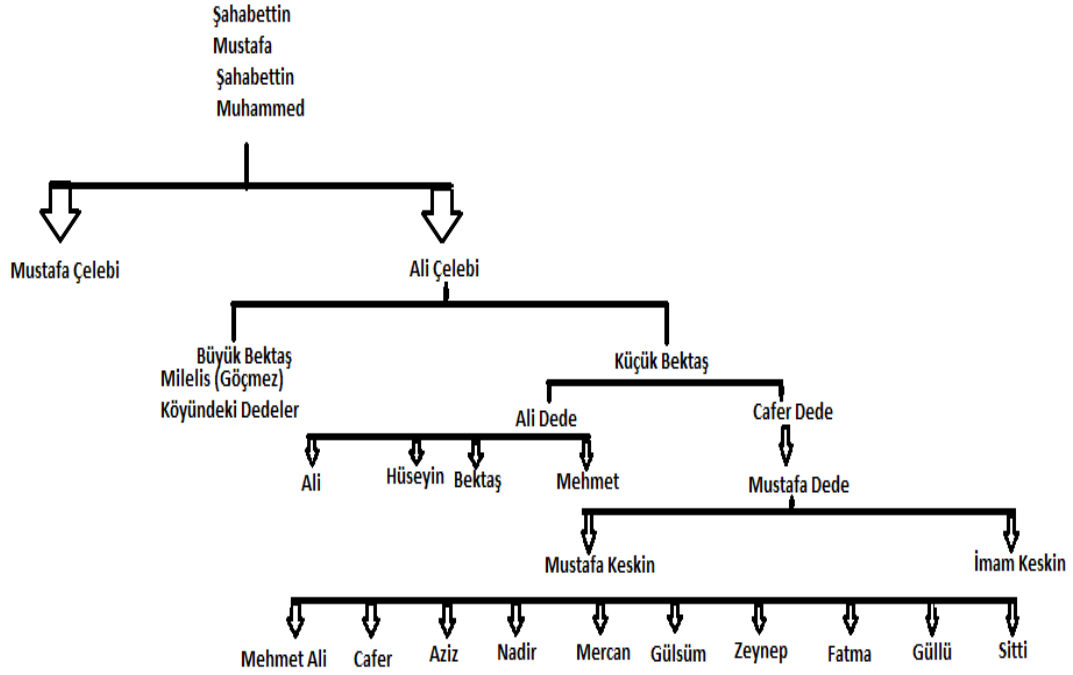 Şahabettin
Mustafa
Şahabettin
Muhammed
Mustafa Çelebi
Ali Çelebi
Büyük Bektaş
Milelis (Göçmez)
Köyündeki Dedeler
Küçük Bektaş
Ali Dede
Cafer Dede
Ali
Hüseyin
Bektaş
Mehmet
Mustafa Dede
Mustafa Keskin
İmam Keskin
Mehmet Ali
Cafer
Aziz
Nadir
Mercan
Gülsüm
Zeynep
Fatma
Güllü
Sitti